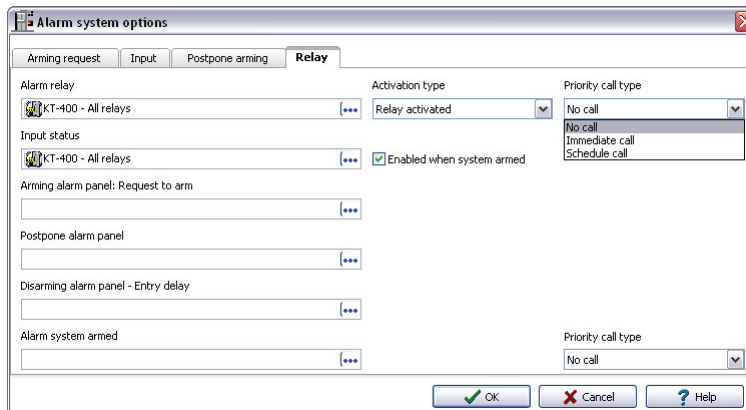 Alarm system options
Arming request Input Postpone arming Relay
Alarm relay Activation type Priority call type
KT-400 - All relays Relay activated No call
No call
Immediate call
Schedule call
Input status
KT-400 - All relays Enabled when system armed
Arming alarm panel: Request to arm
Postpone alarm panel
Disarming alarm panel - Entry delay
Alarm system armed Priority call type
No call
OK Cancel ? Help